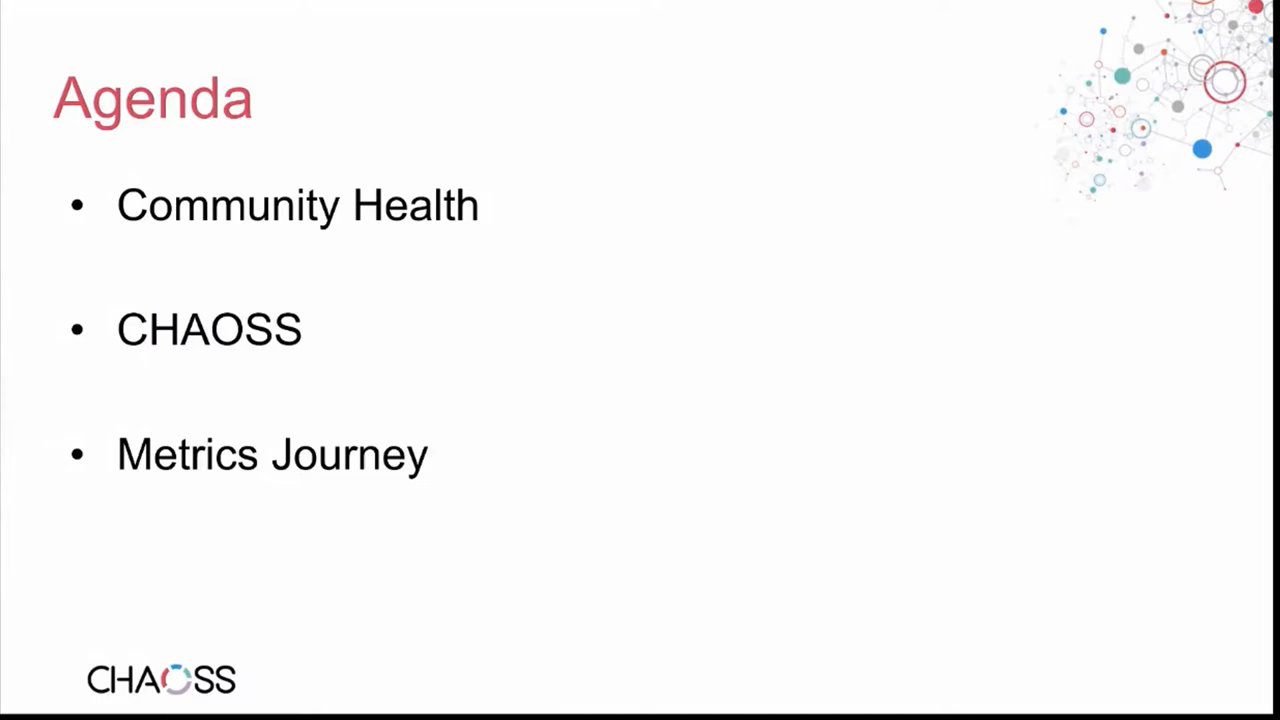 Agenda
• Community Health
• CHAOSS
• Metrics Journey
CHAOSS